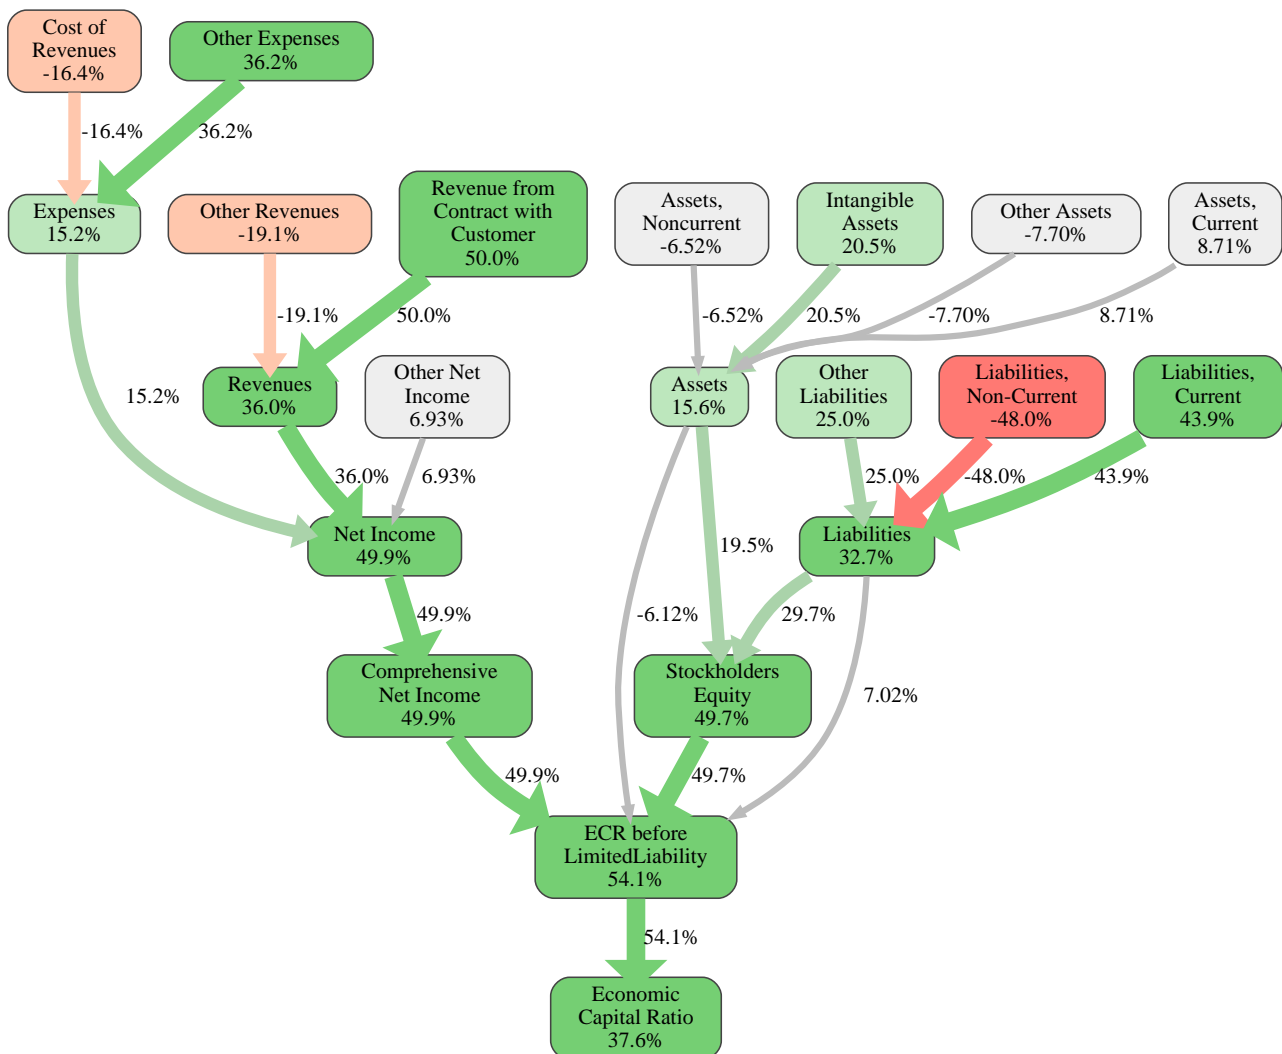 Cost of
Revenues
-16.4%
Other Expenses
36.2%
-16.4%
36.2%
Expenses
15.2%
Other Revenues
-19.1%
Revenue from
Contract with
Customer
50.0%
Assets,
Noncurrent
-6.52%
Intangible
Assets
20.5%
Other Assets
-7.70%
Assets,
Current
8.71%
-19.1%
50.0%
-6.52%
20.5%
-7.70%
8.71%
15.2%
Revenues
36.0%
Other Net
Income
6.93%
Assets
15.6%
Other
Liabilities
25.0%
Liabilities,
Non-Current
-48.0%
Liabilities,
Current
43.9%
36.0%
6.93%
25.0%
-48.0%
43.9%
Net Income
49.9%
19.5%
Liabilities
32.7%
49.9%
-6.12%
29.7%
Comprehensive
Net Income
49.9%
Stockholders
Equity
49.7%
7.02%
49.9%
49.7%
ECR before
LimitedLiability
54.1%
54.1%
Economic
Capital Ratio
37.6%